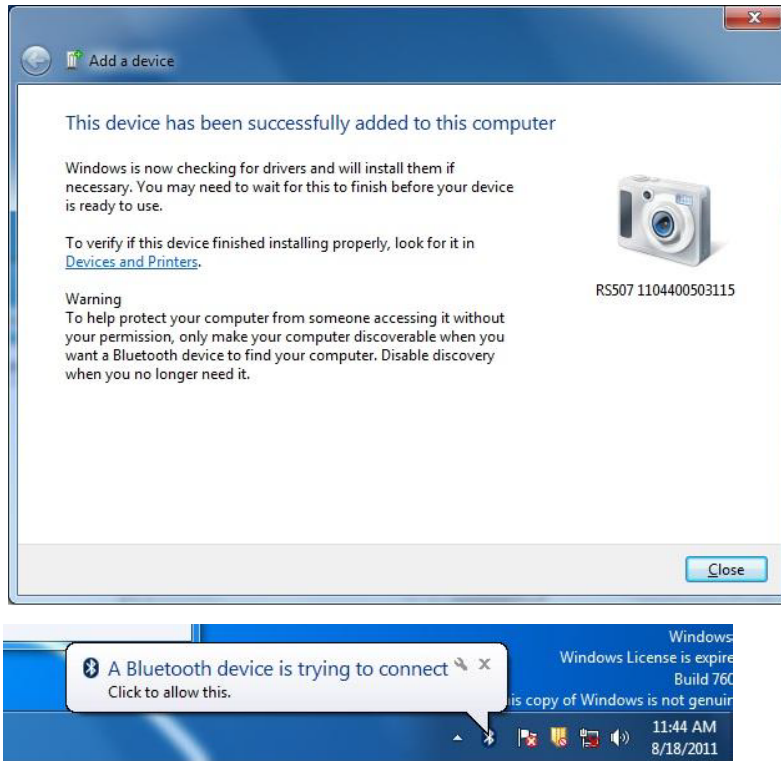 Add a device
This device has been successfully added to this computer
Windows is now checking for drivers and will install them if
necessary. You may need to wait for this to finish before your device
is ready to use.
To verify if this device finished installing properly, look for it in
Devices and Printers.
RS507 1104400503115
Warning
To help protect your computer from someone accessing it without
your permission, only make your computer discoverable when you
want a Bluetooth device to find your computer. Disable discovery
when you no longer need it.
Close
Windows
Windows License is expire
Build 760
is copy of Windows is not genuin
A Bluetooth device is trying to connect
Click to allow this.
11:44 AM
8/18/2011